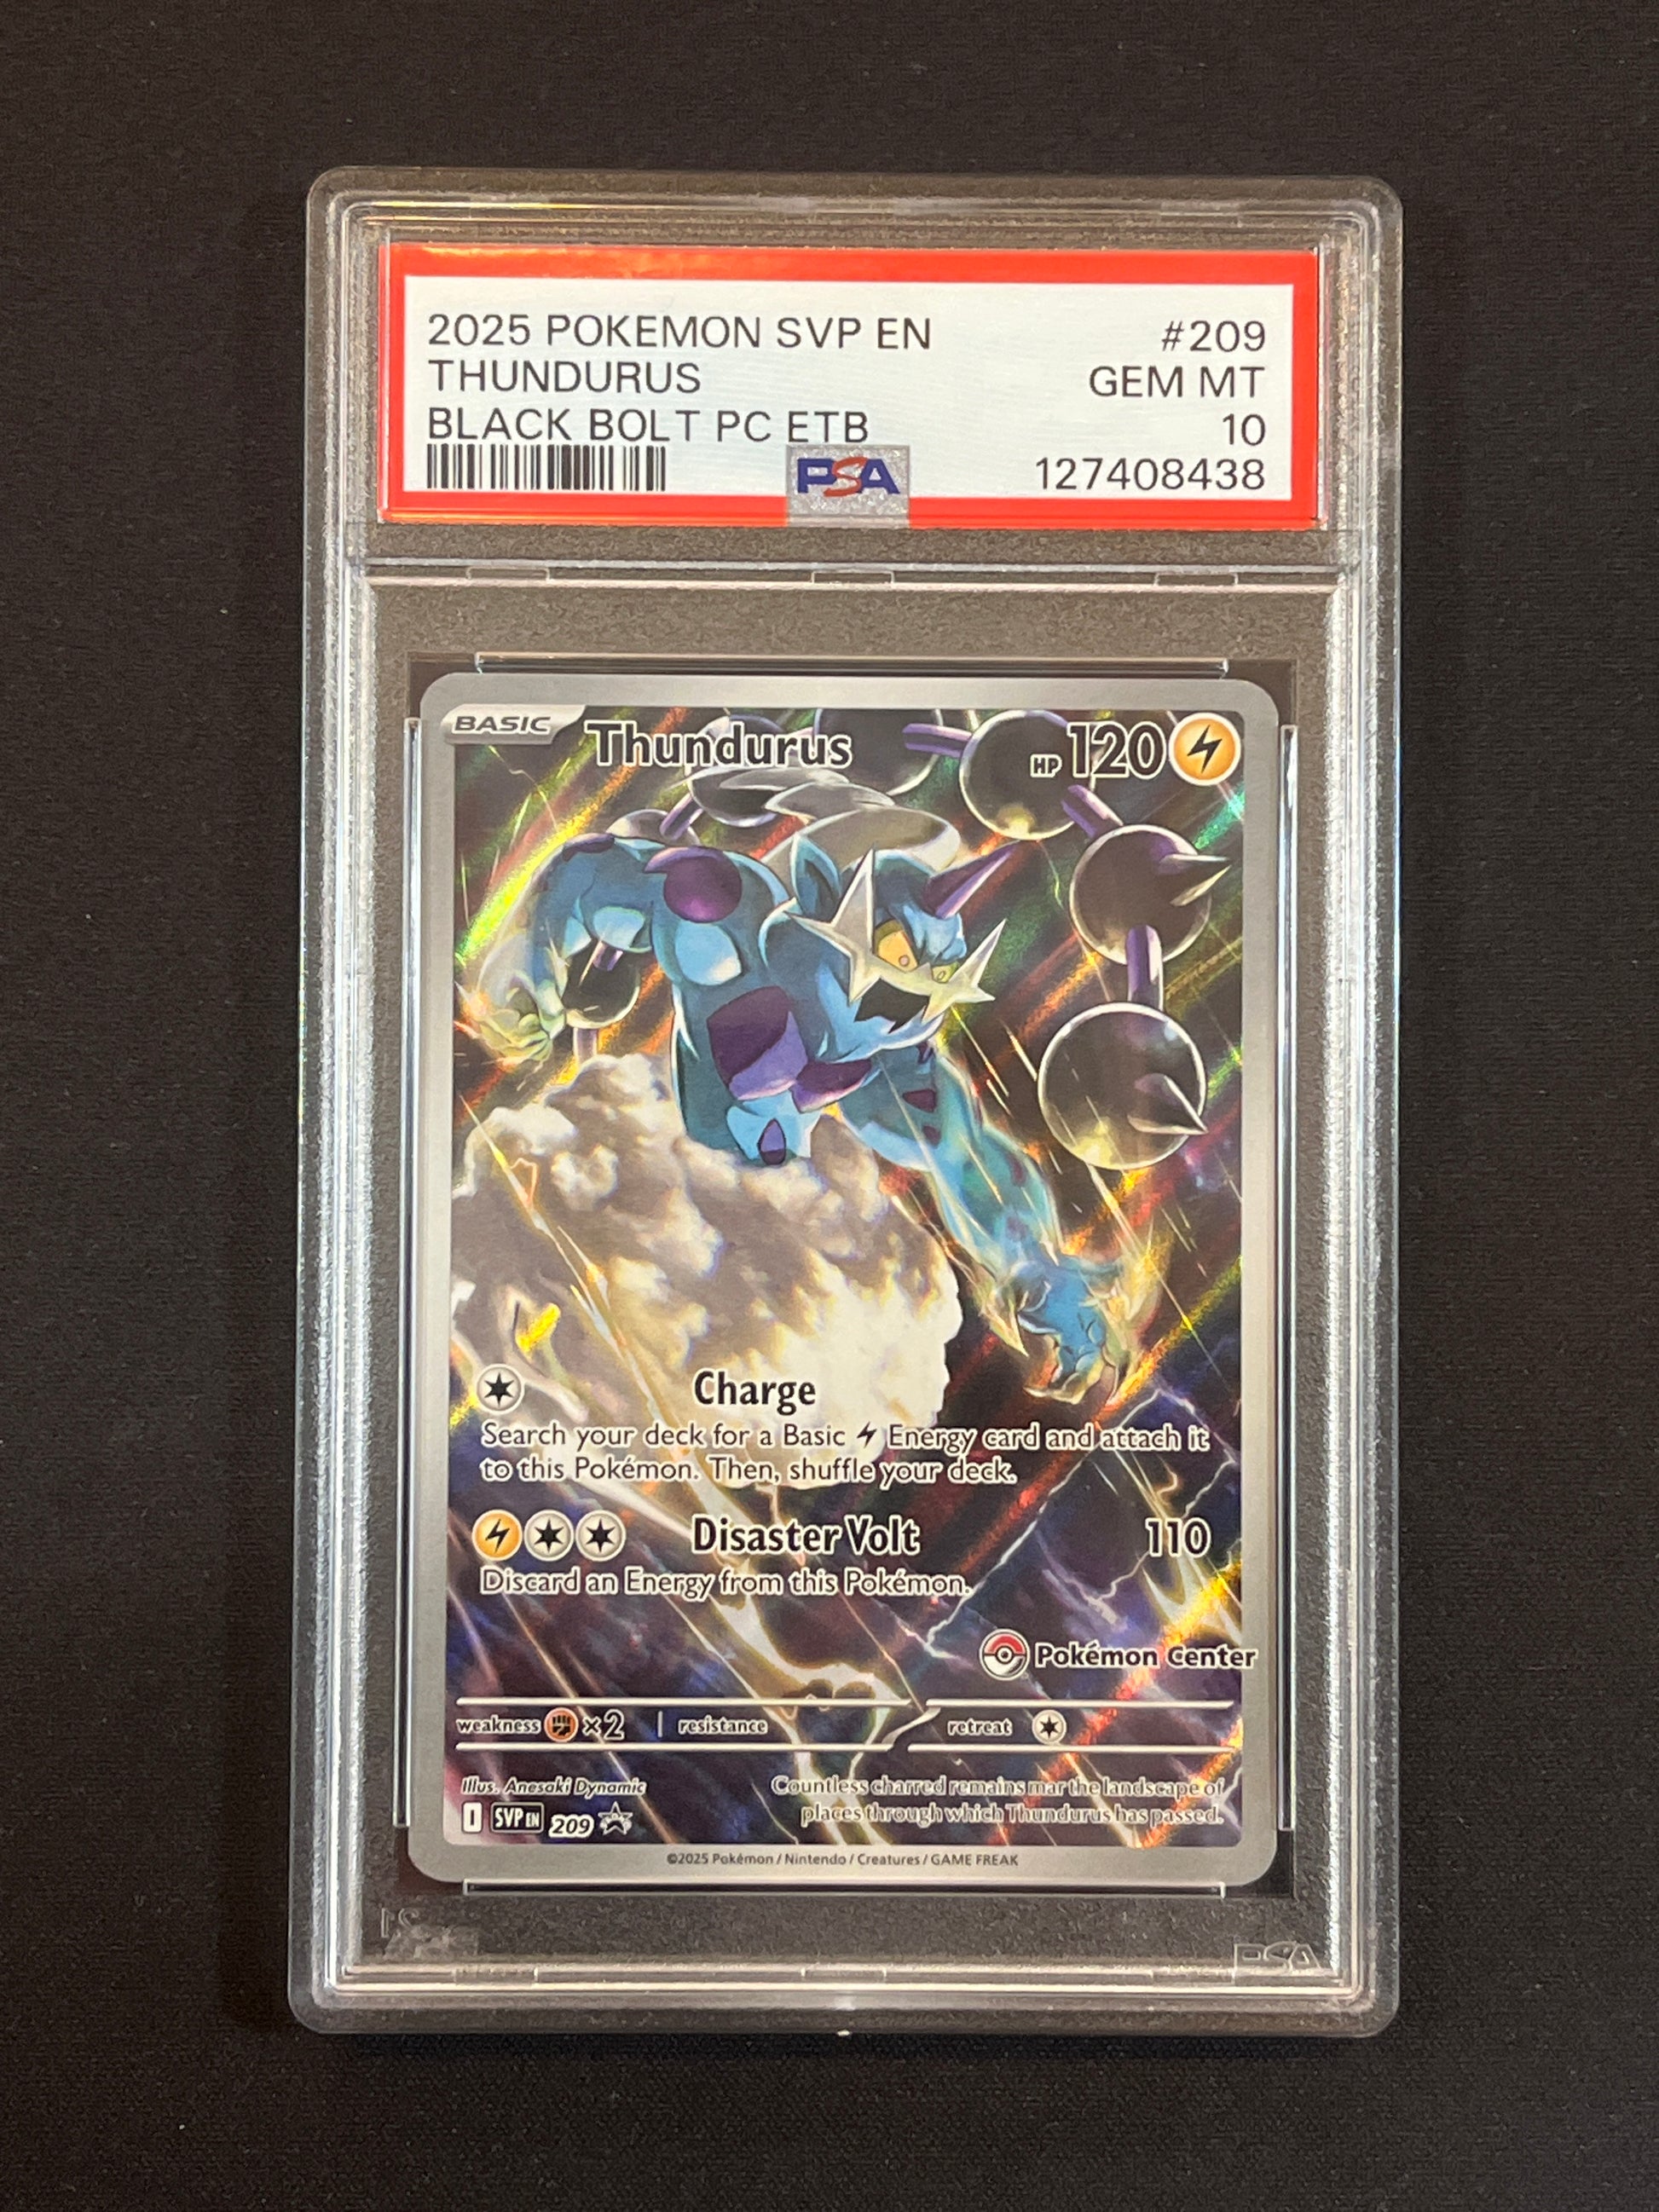 2025 POKEMON SVP EN #209
THUNDURUS GEM MT
BLACK BOLT PC ETB 10
PSA 127408438
BASIC Thundurus HP 120
Charge
Search your deck for a Basic Energy card and attach it
to this Pokémon. Then, shuffle your deck.
Disaster Volt 110
Discard an Energy from this Pokémon.
Pokémon Center
weakness ×2 resistance retreat
Illus. Anesaki Dynamic
Countless charred remains mar the landscape of
places through which Thundurus has passed.
I SVP EN 209
©2025 Pokémon / Nintendo / Creatures / GAME FREAK
PSA